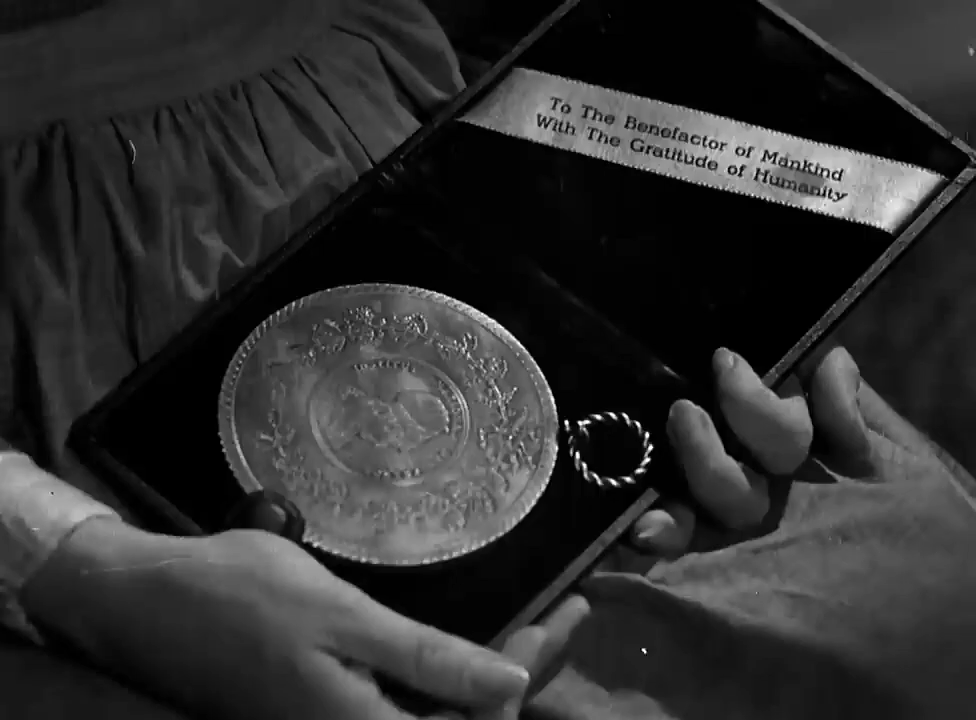 To The Benefactor of Mankind
With The Gratitude of Humanity